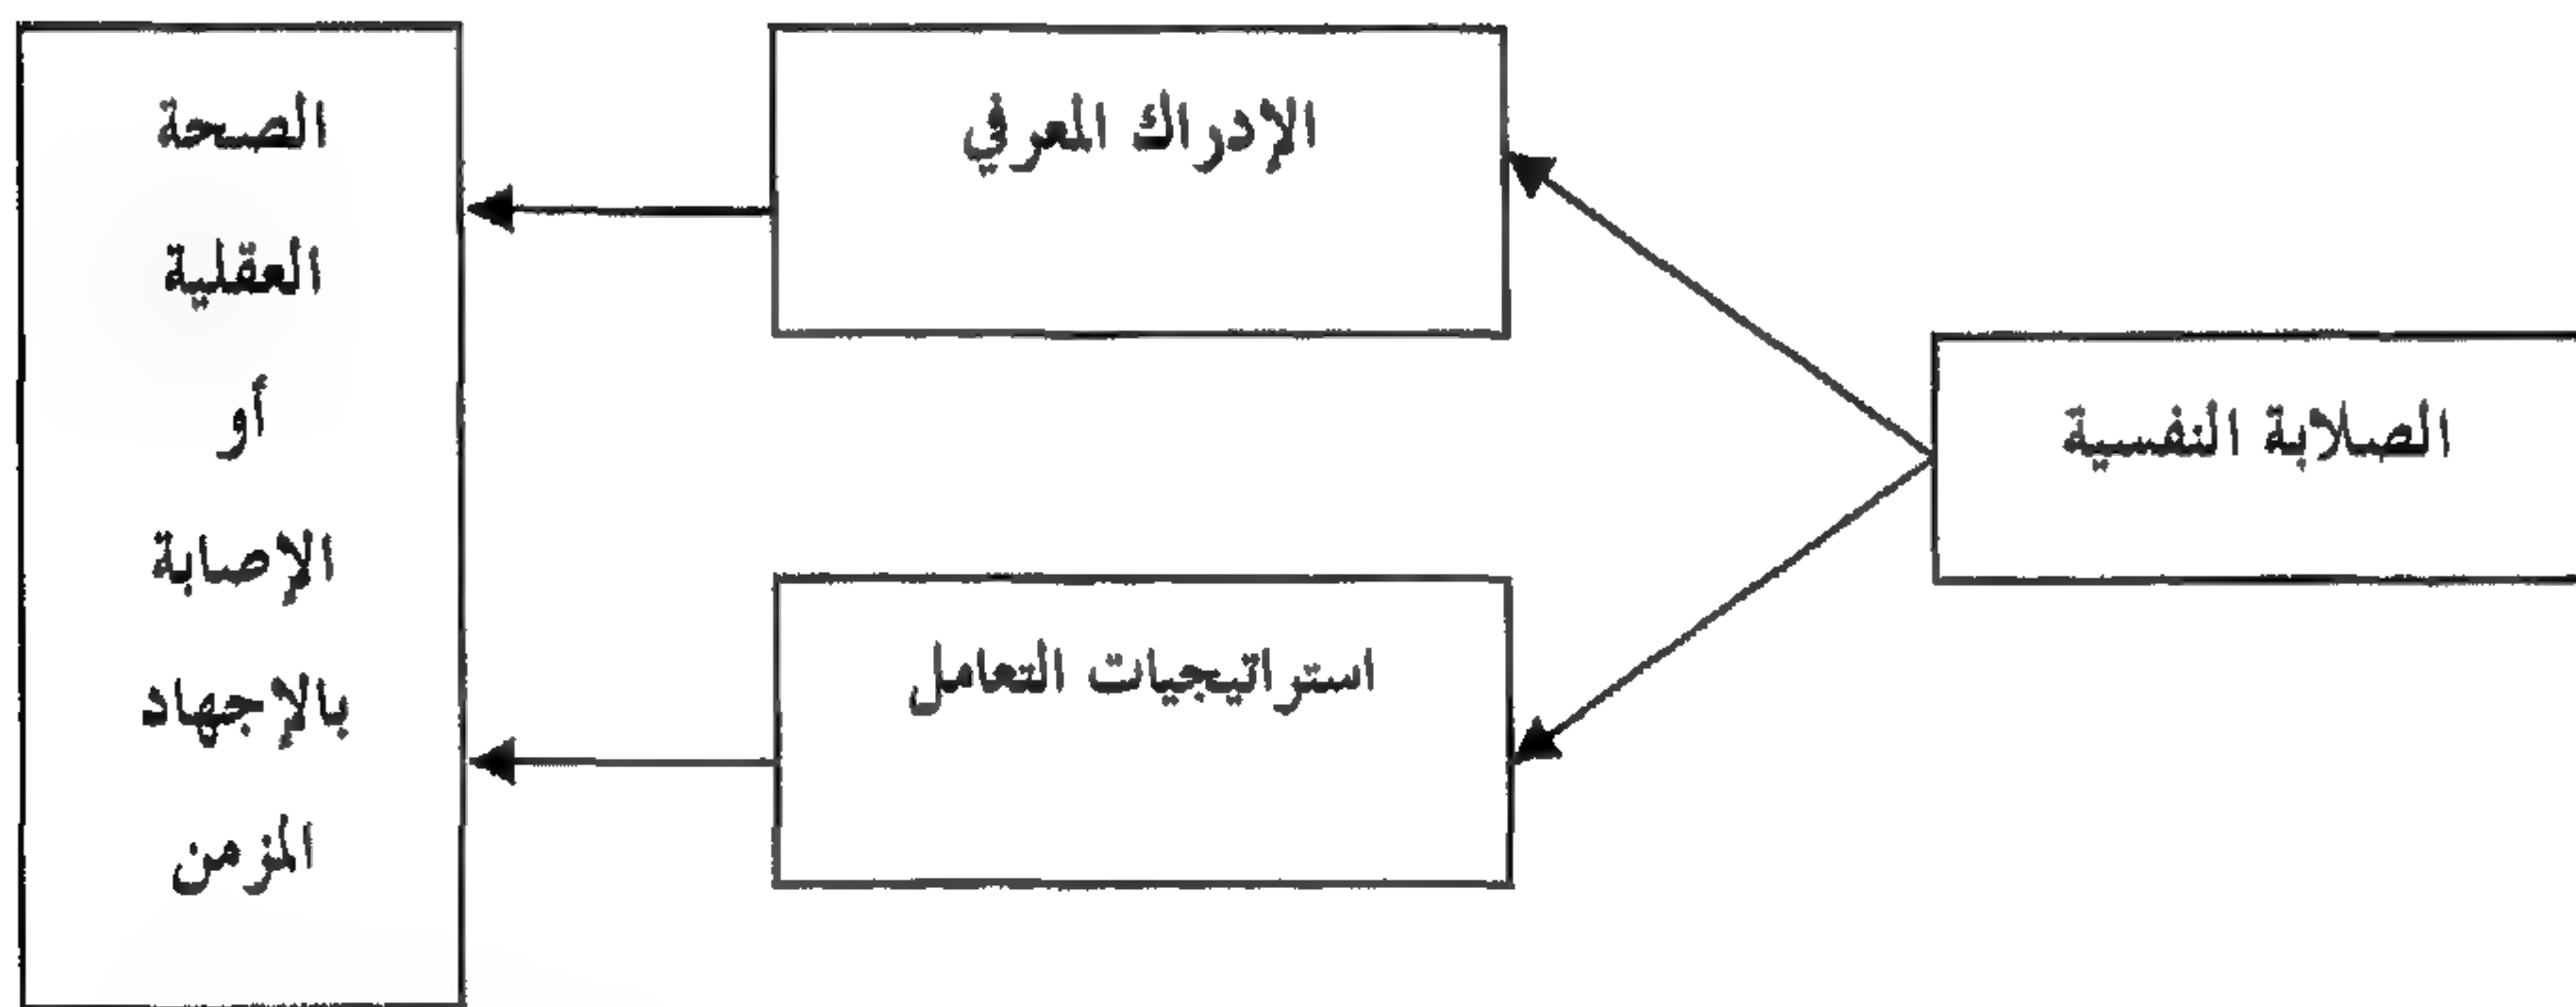 الصلابة النفسية
الإدراك المعرفي
استراتيجيات التعامل
الصحة
العقلية
أو
الإصابة
بالإجهاد
المزمن